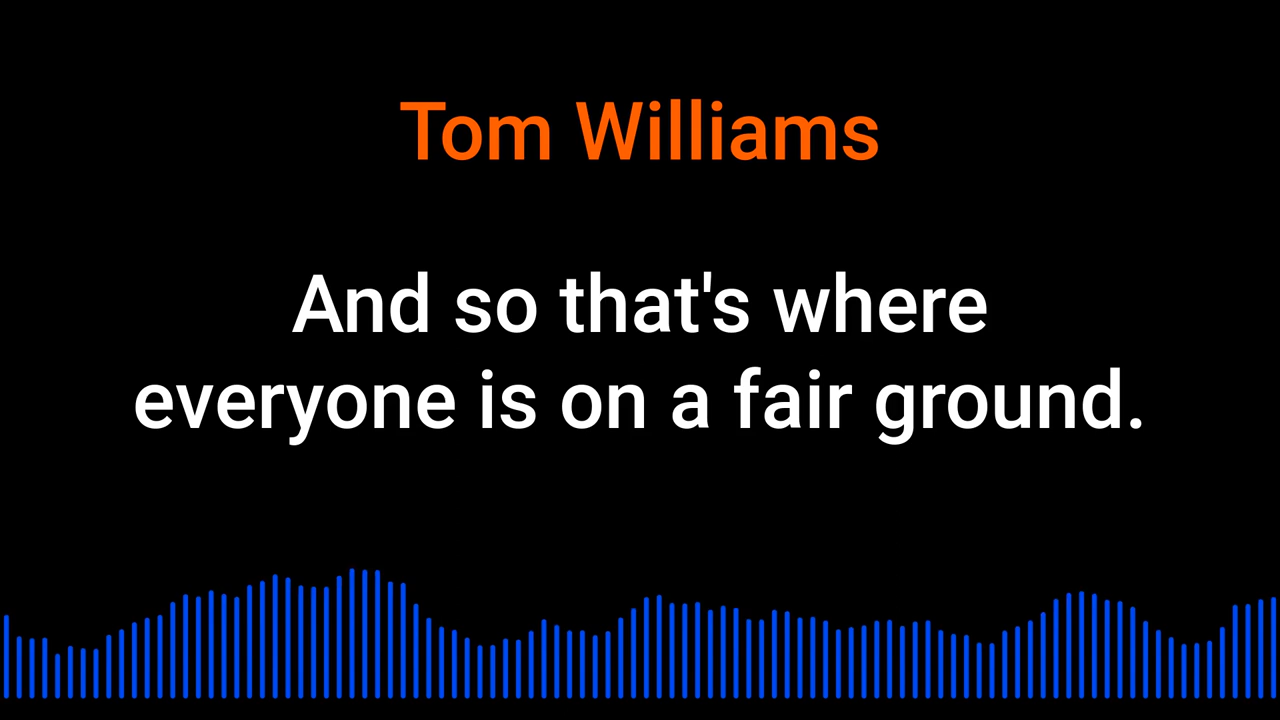 Tom Williams
And so that's where
everyone is on a fair ground.